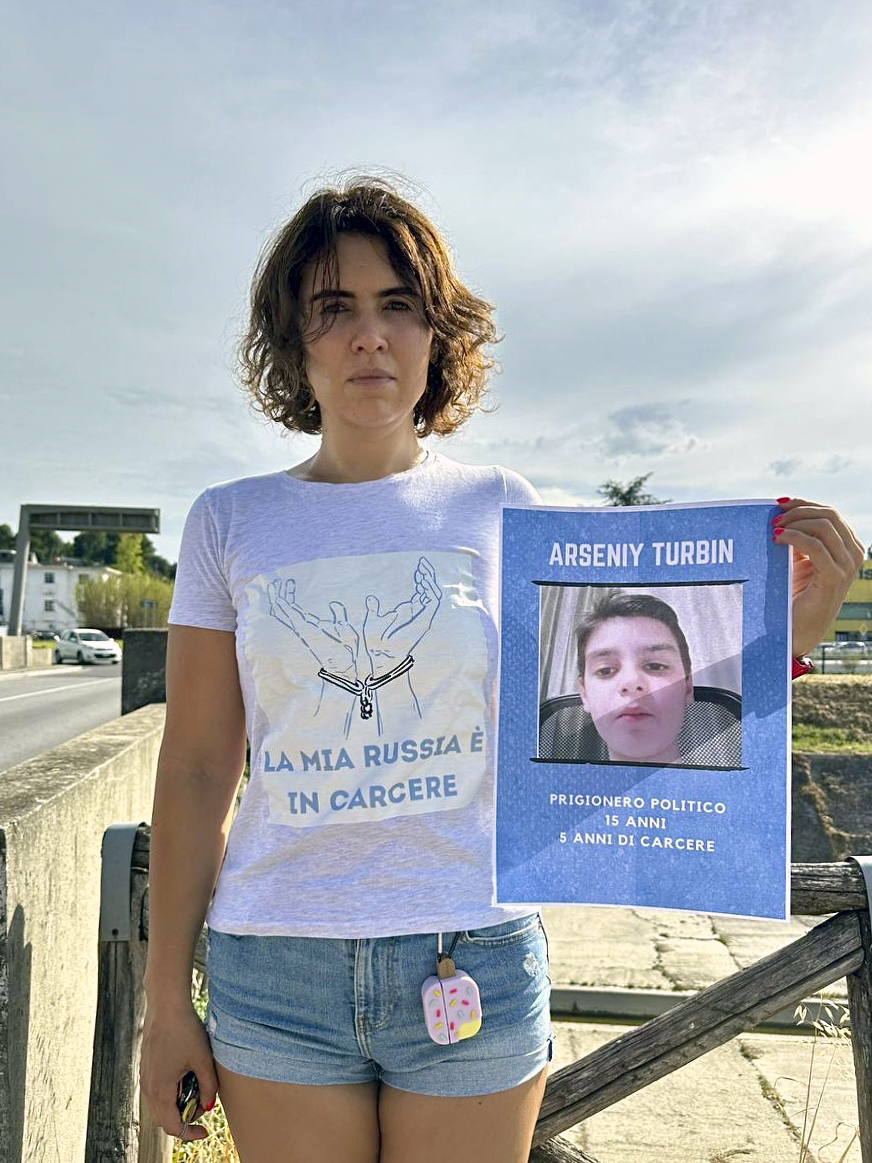 LA MIA RUSSIA È
IN CARCERE
ARSENIY TURBIN
PRIGIONERO POLITICO
15 ANNI
5 ANNI DI CARCERE